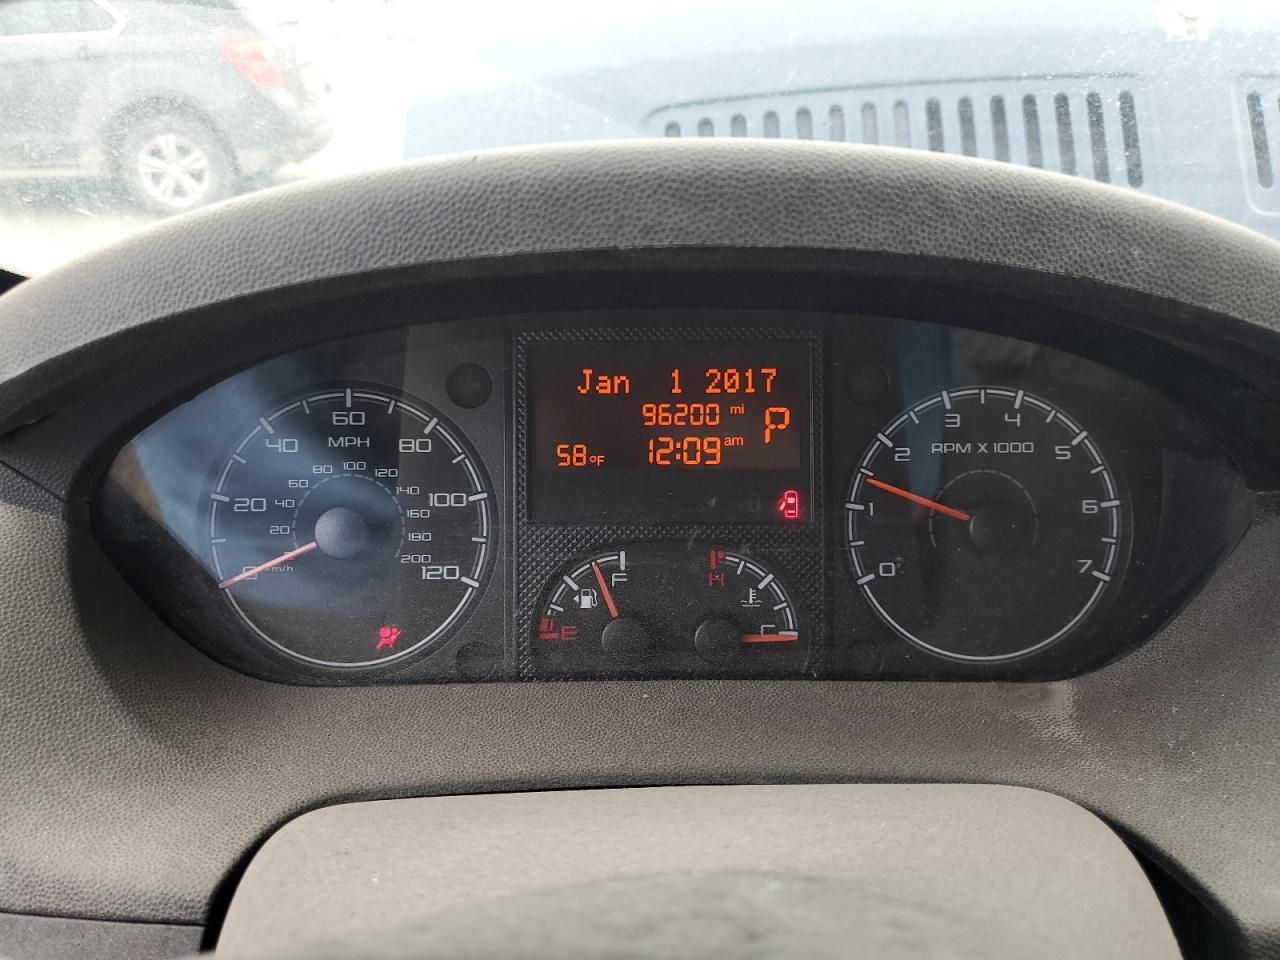 Jan 1 2017
96200 mi
P
58°F 12:09 am
0 20 40 60 80 100 120
MPH
20 40 60 80 100 120 140 160 180 200
km/h
E F
H C
0 1 2 3 4 5 6 7
RPM X 1000